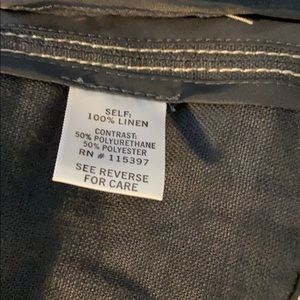 SELF:
100% LINEN
CONTRAST:
50% POLYURETHANE
50% POLYESTER
RN # 115397
SEE REVERSE
FOR CARE